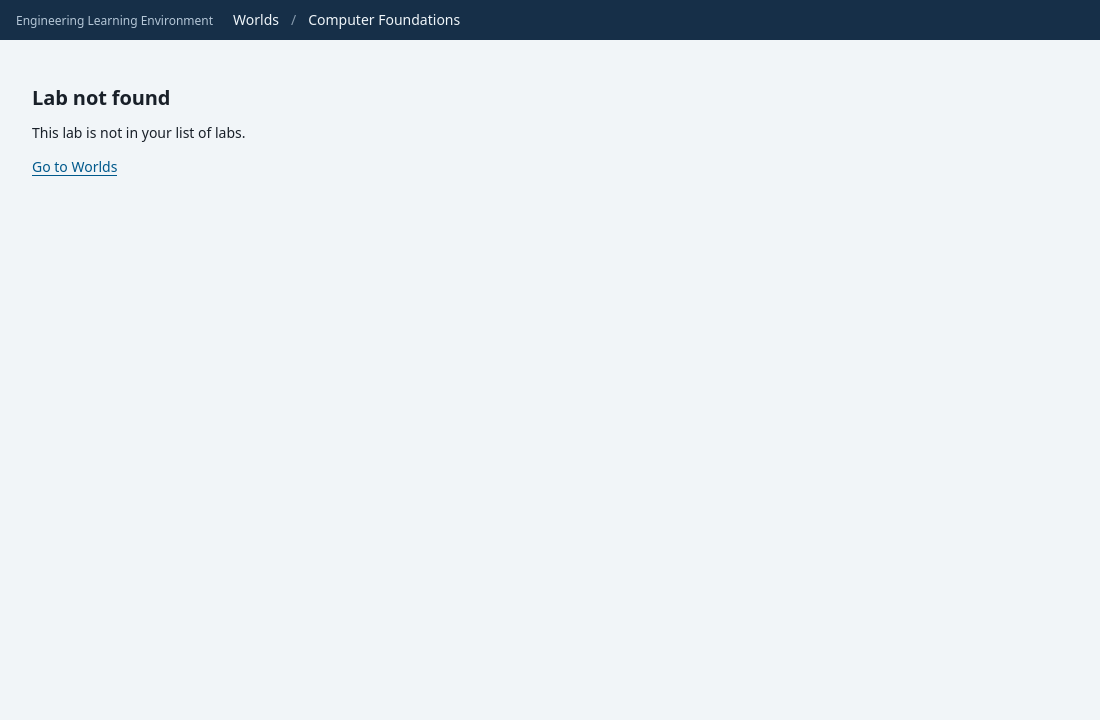 Engineering Learning Environment Worlds / Computer Foundations
Lab not found
This lab is not in your list of labs.
Go to Worlds